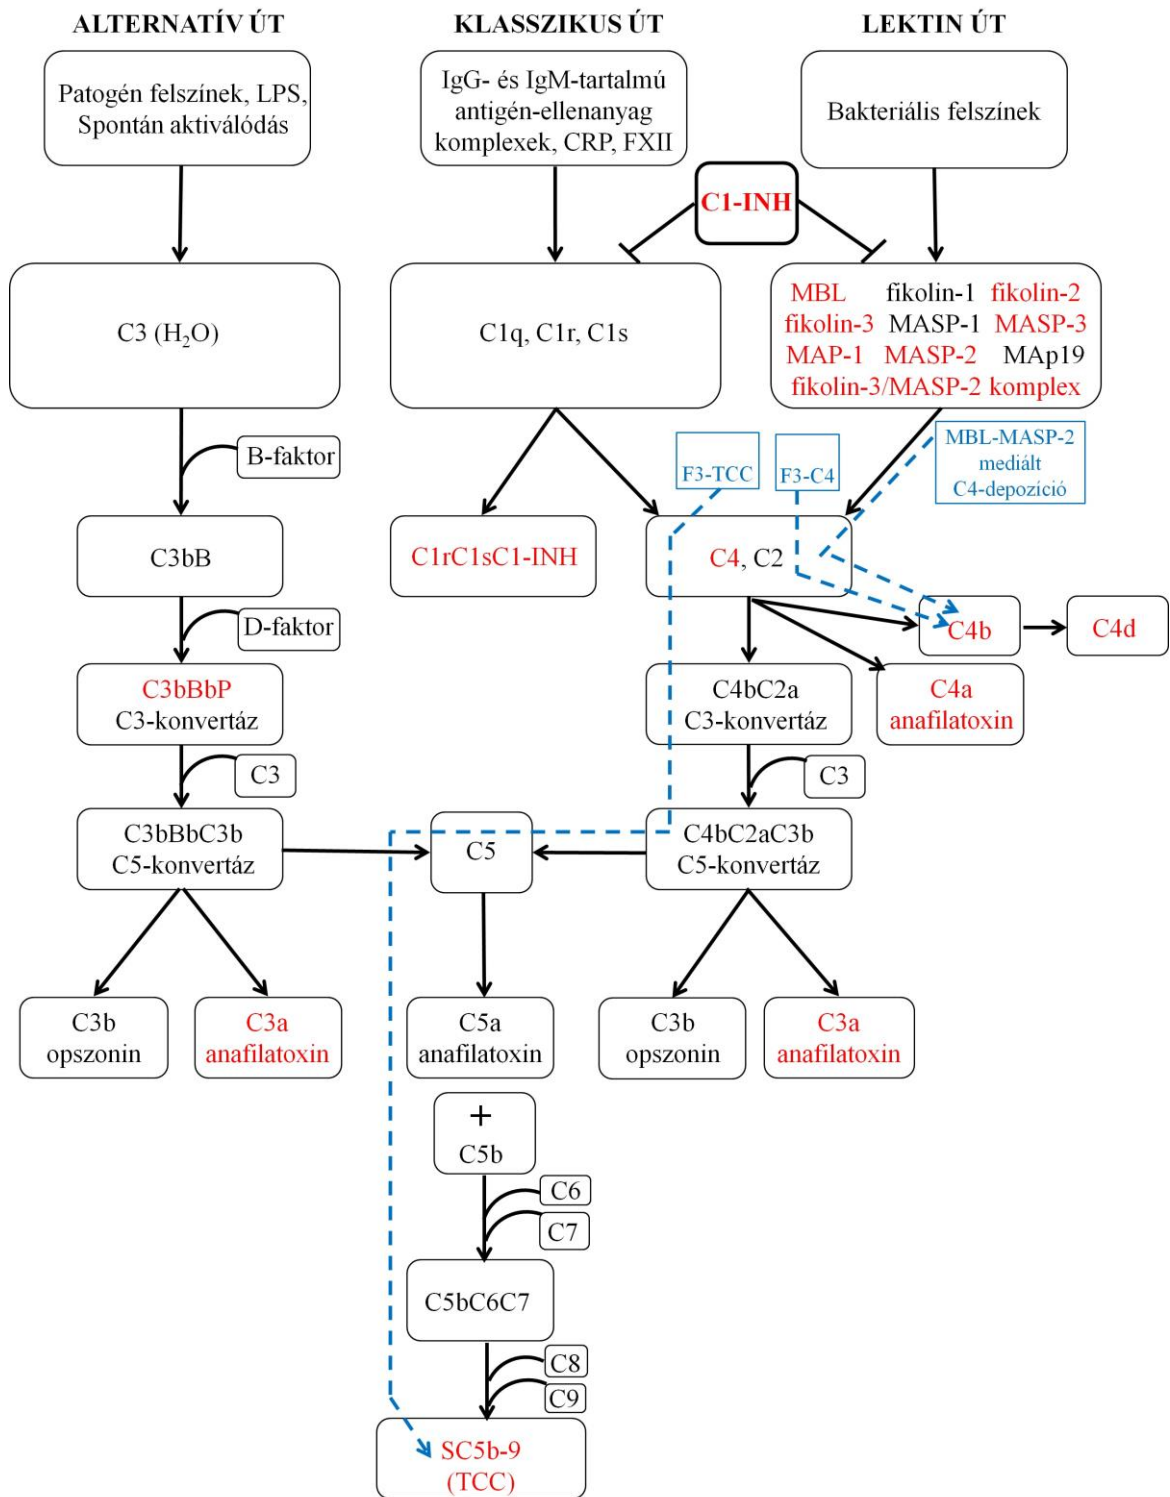 ALTERNATÍV ÚT
KLASSZIKUS ÚT
LEKTIN ÚT
Patogén felszínek, LPS,
Spontán aktiválódás
IgG- és IgM-tartalmú
antigén-ellenanyag
komplexek, CRP, FXII
Bakteriális felszínek
C1-INH
C3 (H₂O)
C1q, C1r, C1s
MBL fikolin-1 fikolin-2
fikolin-3 MASP-1 MASP-3
MAP-1 MASP-2 MAp19
fikolin-3/MASP-2 komplex
B-faktor
F3-TCC
F3-C4
MBL-MASP-2
mediált
C4-depozíció
C3bB
C1rC1sC1-INH
C4, C2
D-faktor
C4b
C4d
C3bBbP
C3-konvertáz
C4bC2a
C3-konvertáz
C4a
anafilatoxin
C3
C3
C3bBbC3b
C5-konvertáz
C5
C4bC2aC3b
C5-konvertáz
C3b
opszonin
C3a
anafilatoxin
C5a
anafilatoxin
C3b
opszonin
C3a
anafilatoxin
+
C5b
C6
C7
C5bC6C7
C8
C9
SC5b-9
(TCC)